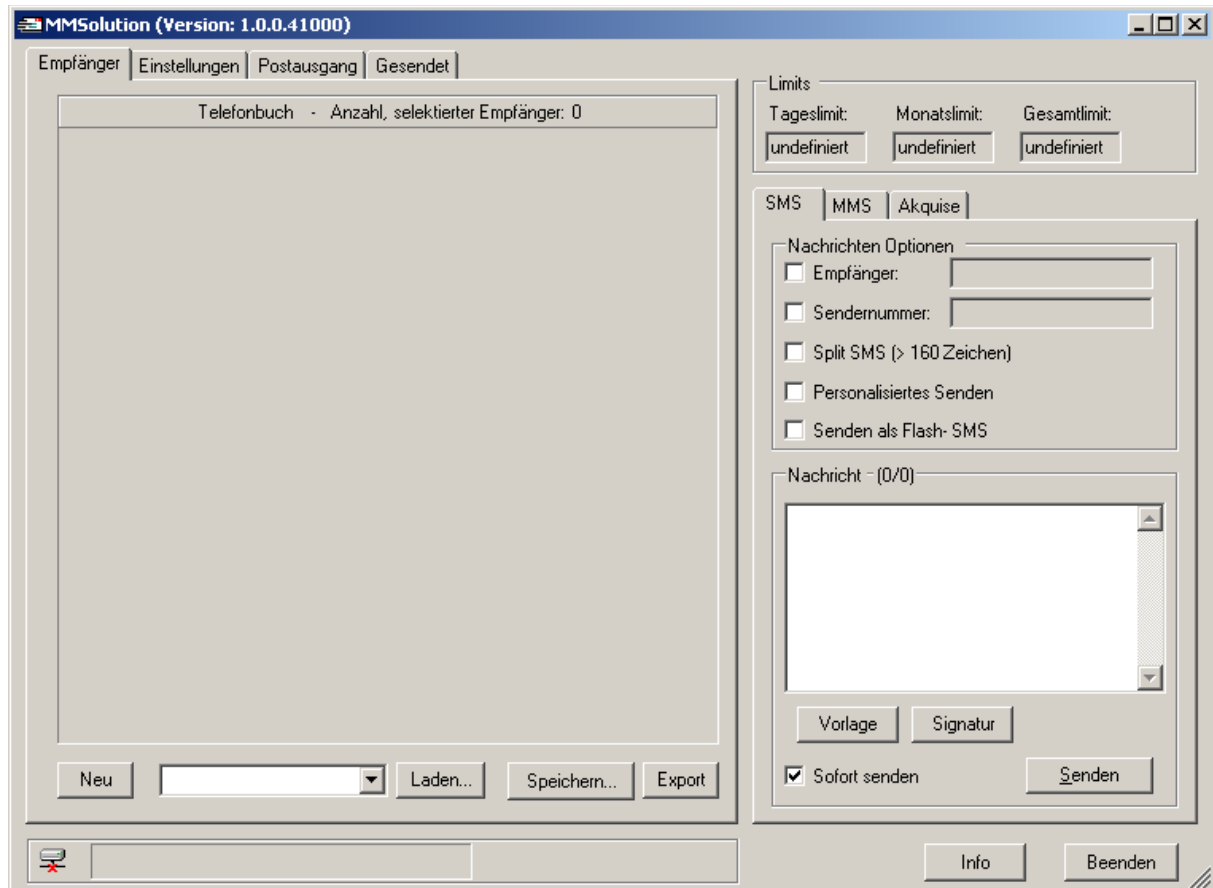 MMSolution (Version: 1.0.0.41000)
Empfänger Einstellungen Postausgang Gesendet
Telefonbuch - Anzahl, selektierter Empfänger: 0
Neu Laden... Speichern... Export
Limits
Tageslimit: Monatslimit: Gesamtlimit:
undefiniert undefiniert undefiniert
SMS MMS Akquise
Nachrichten Optionen
Empfänger:
Sendernummer:
Split SMS (> 160 Zeichen)
Personalisiertes Senden
Senden als Flash- SMS
Nachricht - (0/0)
Vorlage Signatur
Sofort senden Senden
Info Beenden